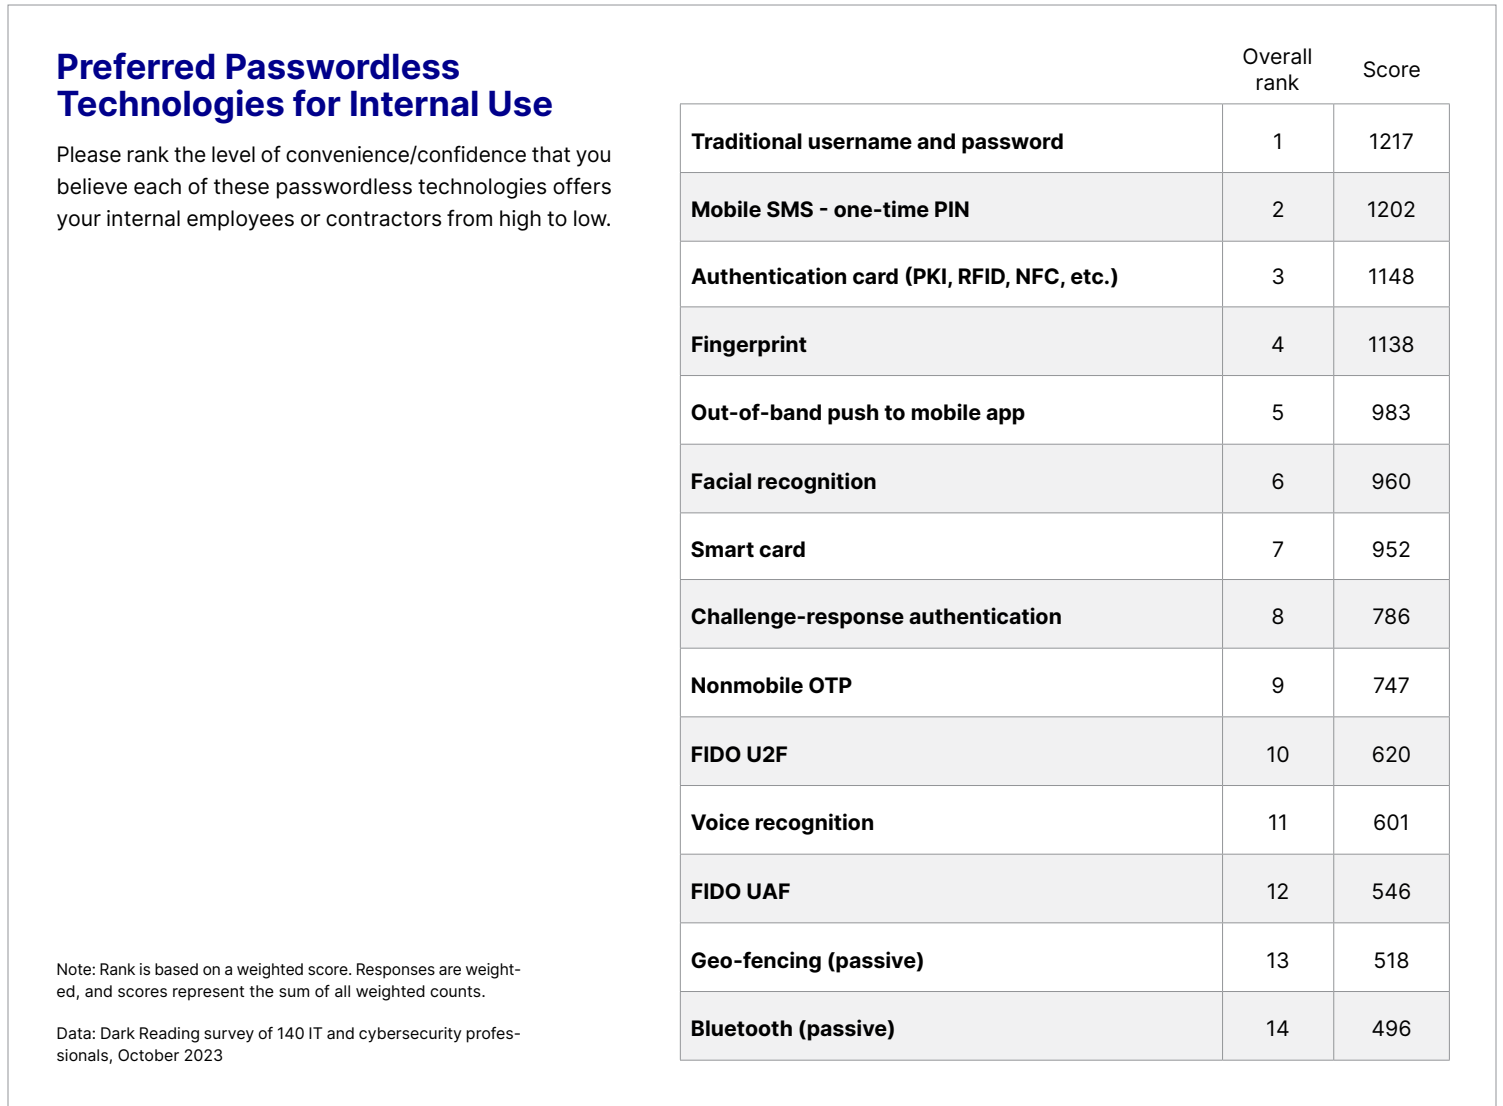 Preferred Passwordless
Technologies for Internal Use
Please rank the level of convenience/confidence that you
believe each of these passwordless technologies offers
your internal employees or contractors from high to low.
Note: Rank is based on a weighted score. Responses are weight-
ed, and scores represent the sum of all weighted counts.
Data: Dark Reading survey of 140 IT and cybersecurity profes-
sionals, October 2023
Overall
rank
Score
Traditional username and password 1 1217
Mobile SMS - one-time PIN 2 1202
Authentication card (PKI, RFID, NFC, etc.) 3 1148
Fingerprint 4 1138
Out-of-band push to mobile app 5 983
Facial recognition 6 960
Smart card 7 952
Challenge-response authentication 8 786
Nonmobile OTP 9 747
FIDO U2F 10 620
Voice recognition 11 601
FIDO UAF 12 546
Geo-fencing (passive) 13 518
Bluetooth (passive) 14 496